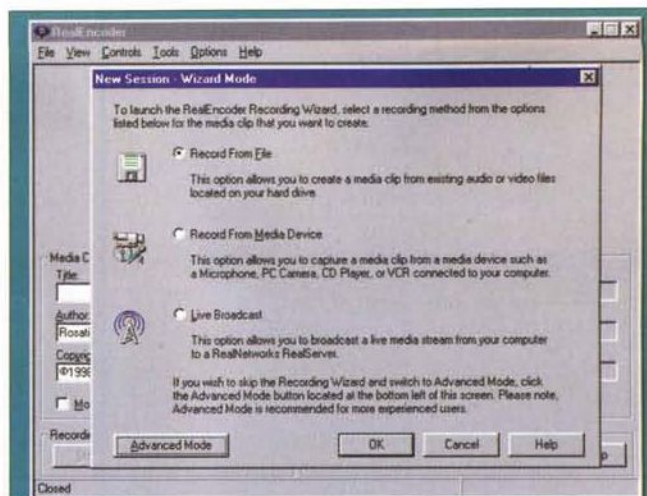 RealEncoder
File View Controls Tools Options Help
New Session - Wizard Mode
To launch the RealEncoder Recording Wizard, select a recording method from the options
listed below for the media clip that you want to create:
Record From File
This option allows you to create a media clip from existing audio or video files
located on your hard drive.
Record From Media Device
This option allows you to capture a media clip from a media device such as
a Microphone, PC Camera, CD Player, or VCR connected to your computer.
Live Broadcast
This option allows you to broadcast a live media stream from your computer
to a RealNetworks RealServer.
If you wish to skip the Recording Wizard and switch to Advanced Mode, click
the Advanced Mode button located at the bottom left of this screen. Please note,
Advanced Mode is recommended for more experienced users.
Media C
Title:
Author:
Rosati
Copyrig
©1998
Mo
Recordi
Advanced Mode OK Cancel Help
p
Closed